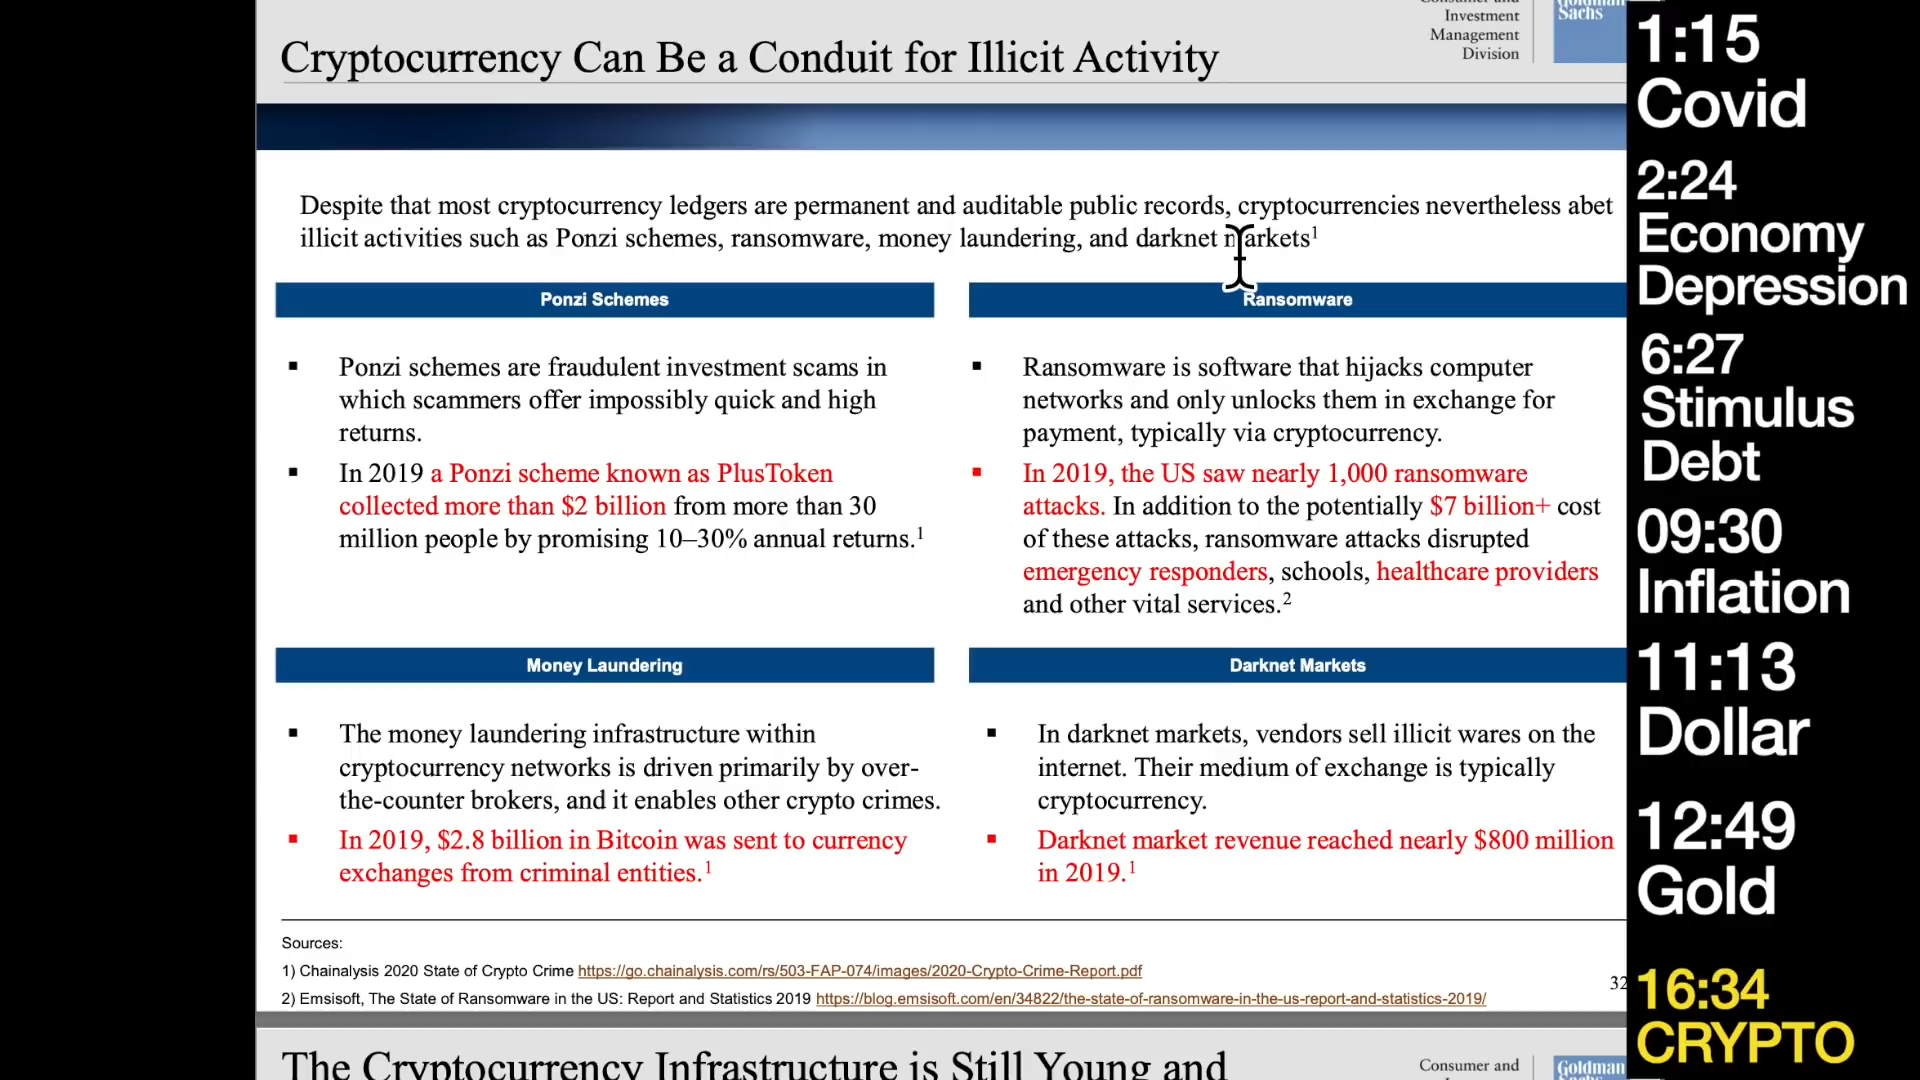 Consumer and
Investment
Management
Division
Goldman
Sachs
Cryptocurrency Can Be a Conduit for Illicit Activity
Despite that most cryptocurrency ledgers are permanent and auditable public records, cryptocurrencies nevertheless abet
illicit activities such as Ponzi schemes, ransomware, money laundering, and darknet markets1
Ponzi Schemes
▪ Ponzi schemes are fraudulent investment scams in
which scammers offer impossibly quick and high
returns.
▪ In 2019 a Ponzi scheme known as PlusToken
collected more than $2 billion from more than 30
million people by promising 10–30% annual returns.1
Ransomware
▪ Ransomware is software that hijacks computer
networks and only unlocks them in exchange for
payment, typically via cryptocurrency.
▪ In 2019, the US saw nearly 1,000 ransomware
attacks. In addition to the potentially $7 billion+ cost
of these attacks, ransomware attacks disrupted
emergency responders, schools, healthcare providers
and other vital services.2
Money Laundering
▪ The money laundering infrastructure within
cryptocurrency networks is driven primarily by over-
the-counter brokers, and it enables other crypto crimes.
▪ In 2019, $2.8 billion in Bitcoin was sent to currency
exchanges from criminal entities.1
Darknet Markets
▪ In darknet markets, vendors sell illicit wares on the
internet. Their medium of exchange is typically
cryptocurrency.
▪ Darknet market revenue reached nearly $800 million
in 2019.1
Sources:
1) Chainalysis 2020 State of Crypto Crime https://go.chainalysis.com/rs/503-FAP-074/images/2020-Crypto-Crime-Report.pdf
2) Emsisoft, The State of Ransomware in the US: Report and Statistics 2019 https://blog.emsisoft.com/en/34822/the-state-of-ransomware-in-the-us-report-and-statistics-2019/
32
The Cryptocurrency Infrastructure is Still Young and
Consumer and
Goldman
Sachs
1:15
Covid
2:24
Economy
Depression
6:27
Stimulus
Debt
09:30
Inflation
11:13
Dollar
12:49
Gold
16:34
CRYPTO